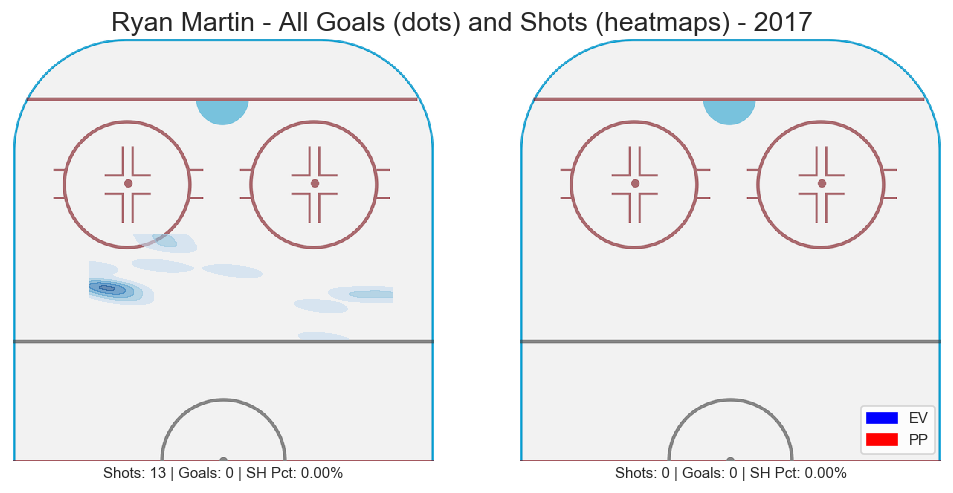 Ryan Martin - All Goals (dots) and Shots (heatmaps) - 2017
EV
PP
Shots: 13 | Goals: 0 | SH Pct: 0.00%
Shots: 0 | Goals: 0 | SH Pct: 0.00%